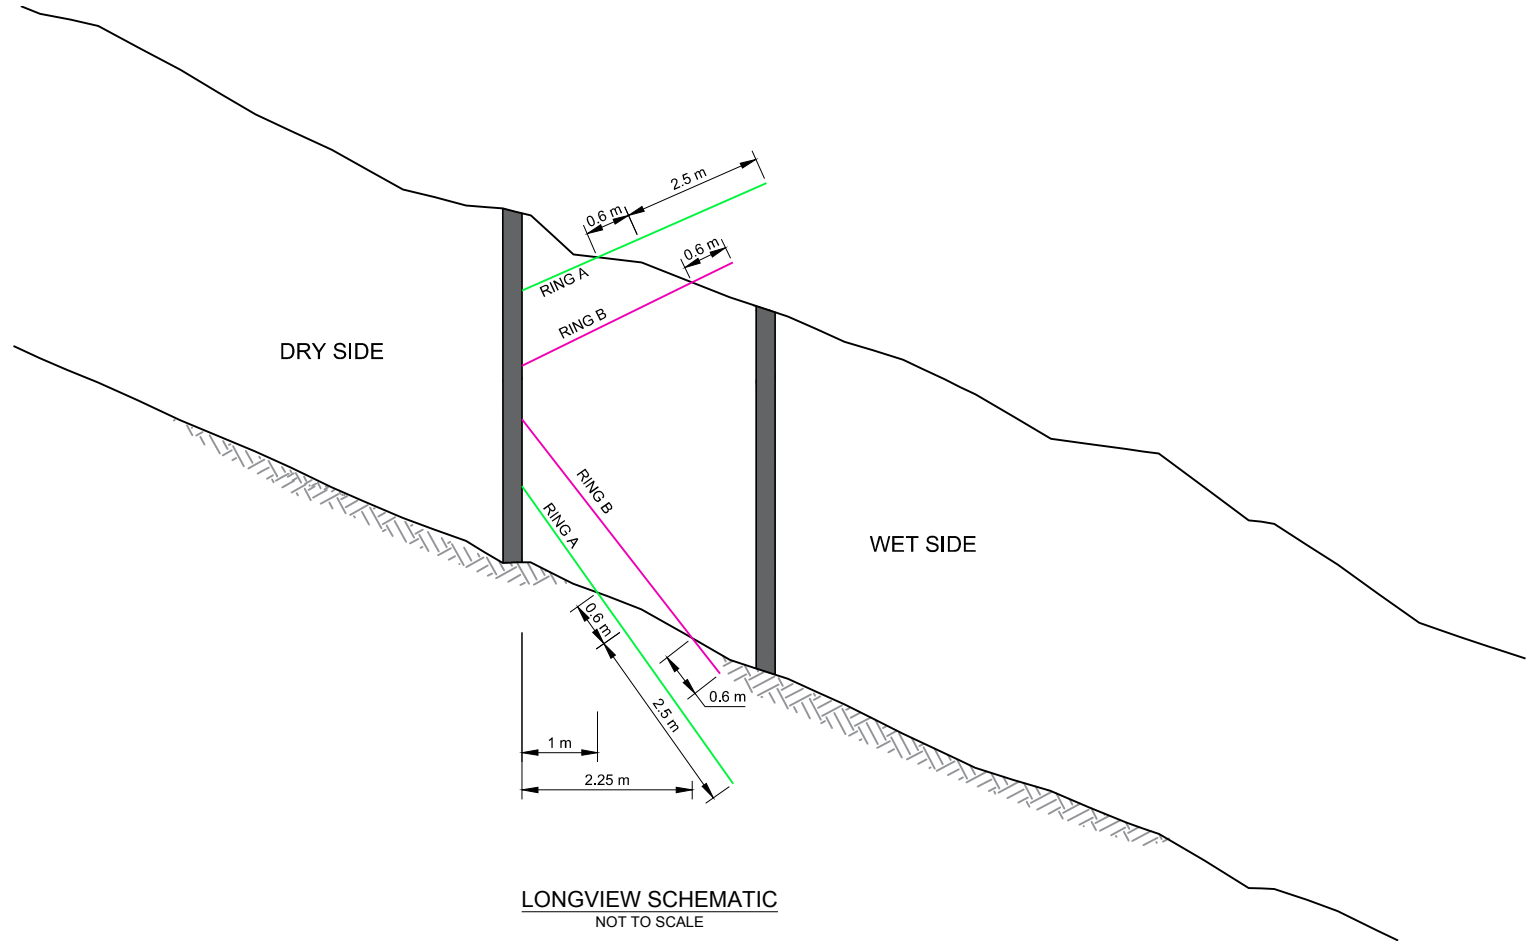 2.5 m
0.6 m
0.6 m
RING A
RING B
DRY SIDE
RING B
RING A
WET SIDE
0.6 m
0.6 m
2.5 m
1 m
2.25 m
LONGVIEW SCHEMATIC
NOT TO SCALE